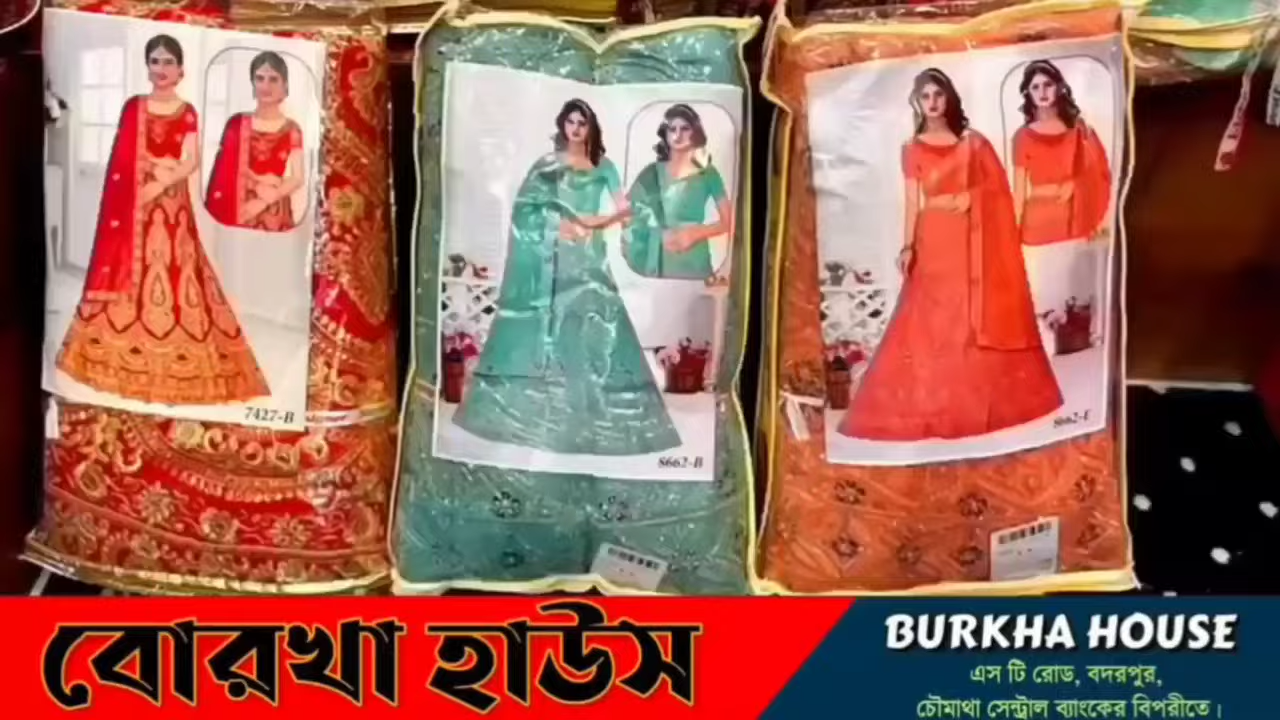 7427-B
8662-B
8662-E
বোরখা হাউস
BURKHA HOUSE
এস টি রোড, বদরপুর,
চৌমাথা সেন্ট্রাল ব্যাংকের বিপরীতে।